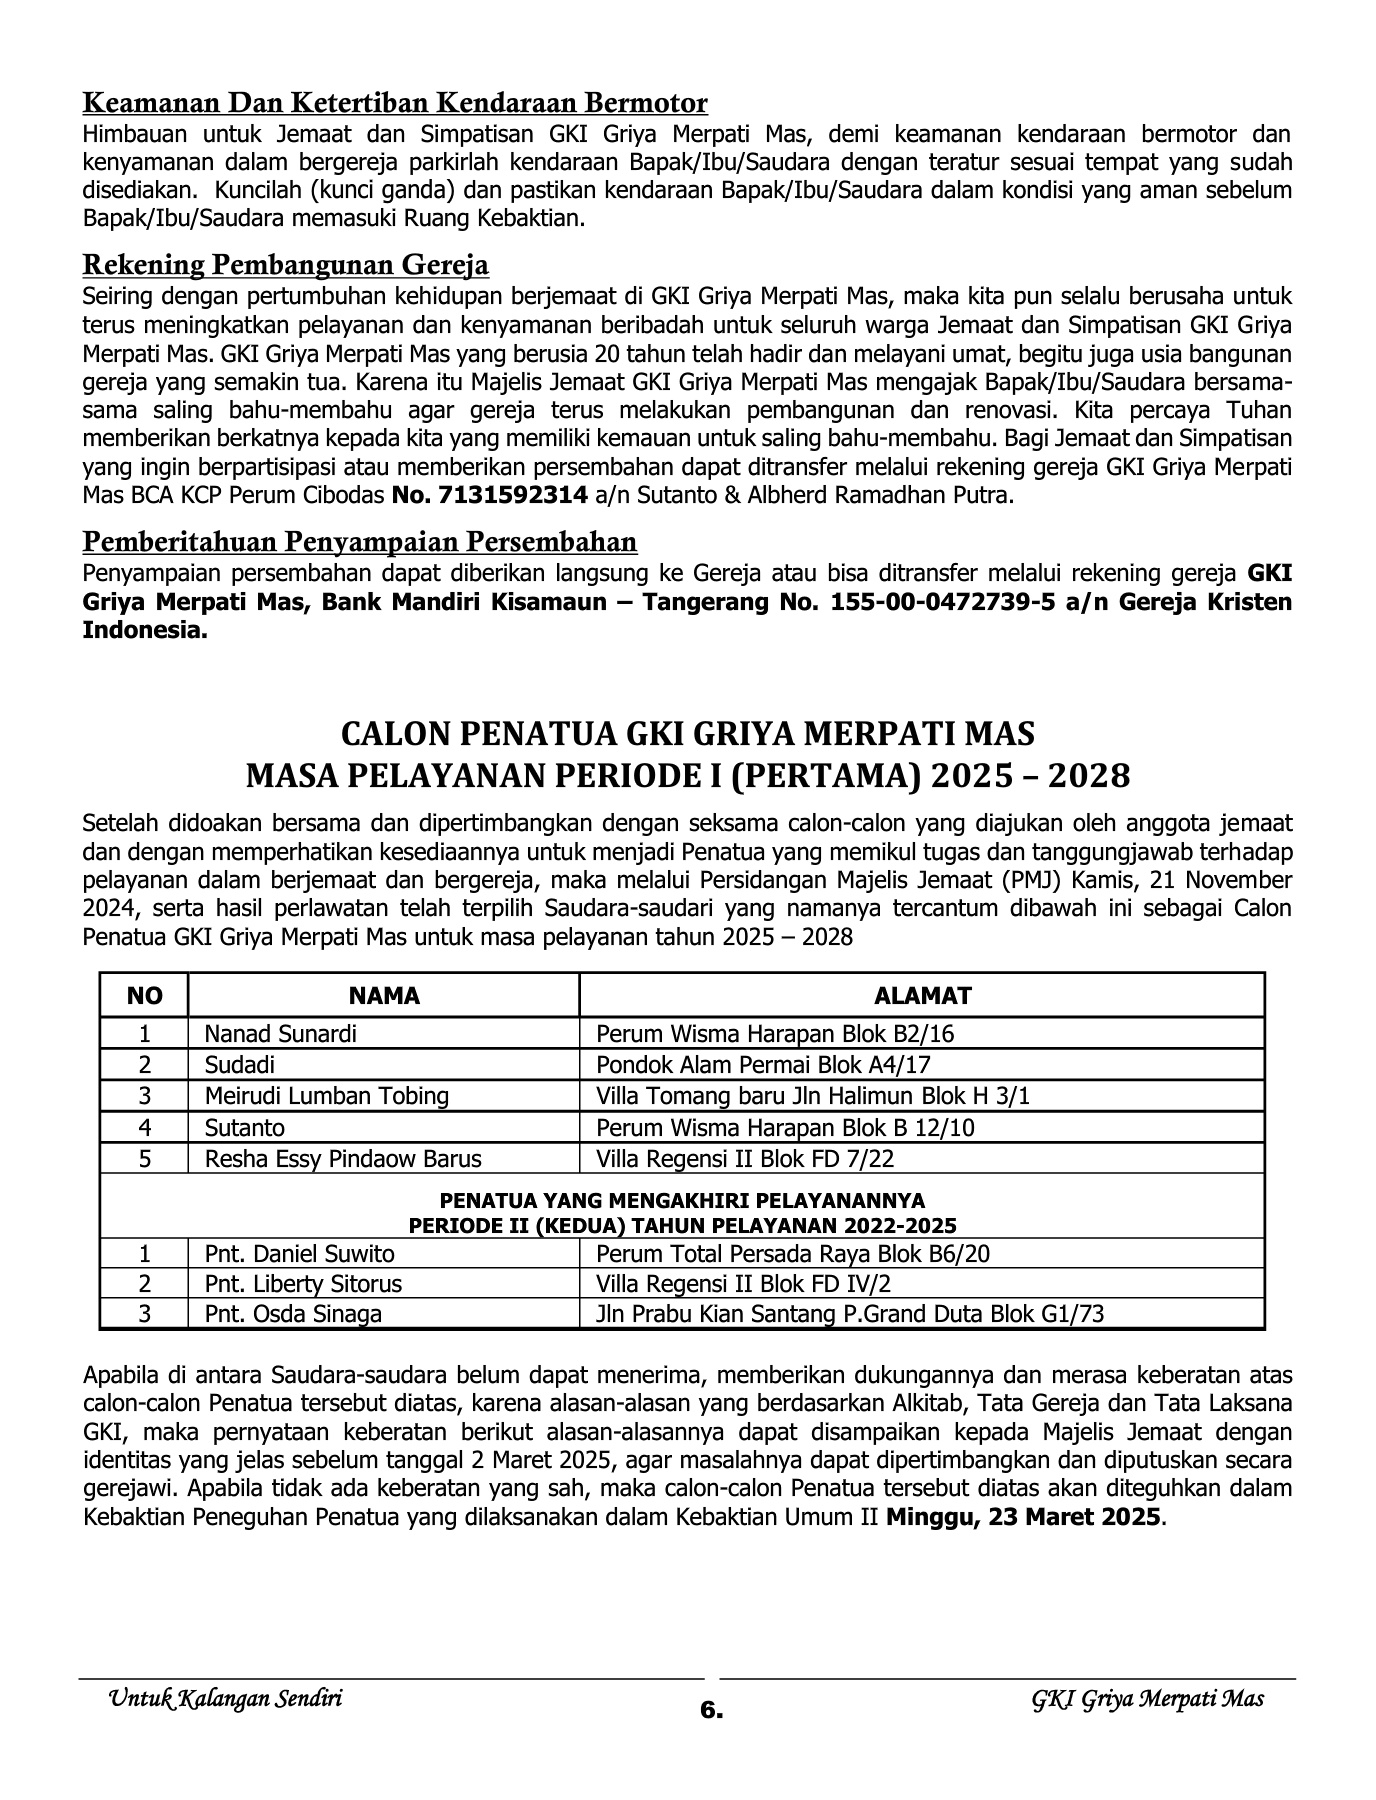 Keamanan Dan Ketertiban Kendaraan Bermotor
Himbauan untuk Jemaat dan Simpatisan GKI Griya Merpati Mas, demi keamanan kendaraan bermotor dan
kenyamanan dalam bergereja parkirlah kendaraan Bapak/Ibu/Saudara dengan teratur sesuai tempat yang sudah
disediakan. Kuncilah (kunci ganda) dan pastikan kendaraan Bapak/Ibu/Saudara dalam kondisi yang aman sebelum
Bapak/Ibu/Saudara memasuki Ruang Kebaktian.
Rekening Pembangunan Gereja
Seiring dengan pertumbuhan kehidupan berjemaat di GKI Griya Merpati Mas, maka kita pun selalu berusaha untuk
terus meningkatkan pelayanan dan kenyamanan beribadah untuk seluruh warga Jemaat dan Simpatisan GKI Griya
Merpati Mas. GKI Griya Merpati Mas yang berusia 20 tahun telah hadir dan melayani umat, begitu juga usia bangunan
gereja yang semakin tua. Karena itu Majelis Jemaat GKI Griya Merpati Mas mengajak Bapak/Ibu/Saudara bersama-
sama saling bahu-membahu agar gereja terus melakukan pembangunan dan renovasi. Kita percaya Tuhan
memberikan berkatnya kepada kita yang memiliki kemauan untuk saling bahu-membahu. Bagi Jemaat dan Simpatisan
yang ingin berpartisipasi atau memberikan persembahan dapat ditransfer melalui rekening gereja GKI Griya Merpati
Mas BCA KCP Perum Cibodas No. 7131592314 a/n Sutanto & Albherd Ramadhan Putra.
Pemberitahuan Penyampaian Persembahan
Penyampaian persembahan dapat diberikan langsung ke Gereja atau bisa ditransfer melalui rekening gereja GKI
Griya Merpati Mas, Bank Mandiri Kisamaun – Tangerang No. 155-00-0472739-5 a/n Gereja Kristen
Indonesia.
CALON PENATUA GKI GRIYA MERPATI MAS
MASA PELAYANAN PERIODE I (PERTAMA) 2025 – 2028
Setelah didoakan bersama dan dipertimbangkan dengan seksama calon-calon yang diajukan oleh anggota jemaat
dan dengan memperhatikan kesediaannya untuk menjadi Penatua yang memikul tugas dan tanggungjawab terhadap
pelayanan dalam berjemaat dan bergereja, maka melalui Persidangan Majelis Jemaat (PMJ) Kamis, 21 November
2024, serta hasil perlawatan telah terpilih Saudara-saudari yang namanya tercantum dibawah ini sebagai Calon
Penatua GKI Griya Merpati Mas untuk masa pelayanan tahun 2025 – 2028
NO NAMA ALAMAT
1 Nanad Sunardi Perum Wisma Harapan Blok B2/16
2 Sudadi Pondok Alam Permai Blok A4/17
3 Meirudi Lumban Tobing Villa Tomang baru Jln Halimun Blok H 3/1
4 Sutanto Perum Wisma Harapan Blok B 12/10
5 Resha Essy Pindaow Barus Villa Regensi II Blok FD 7/22
PENATUA YANG MENGAKHIRI PELAYANANNYA
PERIODE II (KEDUA) TAHUN PELAYANAN 2022-2025
1 Pnt. Daniel Suwito Perum Total Persada Raya Blok B6/20
2 Pnt. Liberty Sitorus Villa Regensi II Blok FD IV/2
3 Pnt. Osda Sinaga Jln Prabu Kian Santang P.Grand Duta Blok G1/73
Apabila di antara Saudara-saudara belum dapat menerima, memberikan dukungannya dan merasa keberatan atas
calon-calon Penatua tersebut diatas, karena alasan-alasan yang berdasarkan Alkitab, Tata Gereja dan Tata Laksana
GKI, maka pernyataan keberatan berikut alasan-alasannya dapat disampaikan kepada Majelis Jemaat dengan
identitas yang jelas sebelum tanggal 2 Maret 2025, agar masalahnya dapat dipertimbangkan dan diputuskan secara
gerejawi. Apabila tidak ada keberatan yang sah, maka calon-calon Penatua tersebut diatas akan diteguhkan dalam
Kebaktian Peneguhan Penatua yang dilaksanakan dalam Kebaktian Umum II Minggu, 23 Maret 2025.
Untuk Kalangan Sendiri 6. GKI Griya Merpati Mas